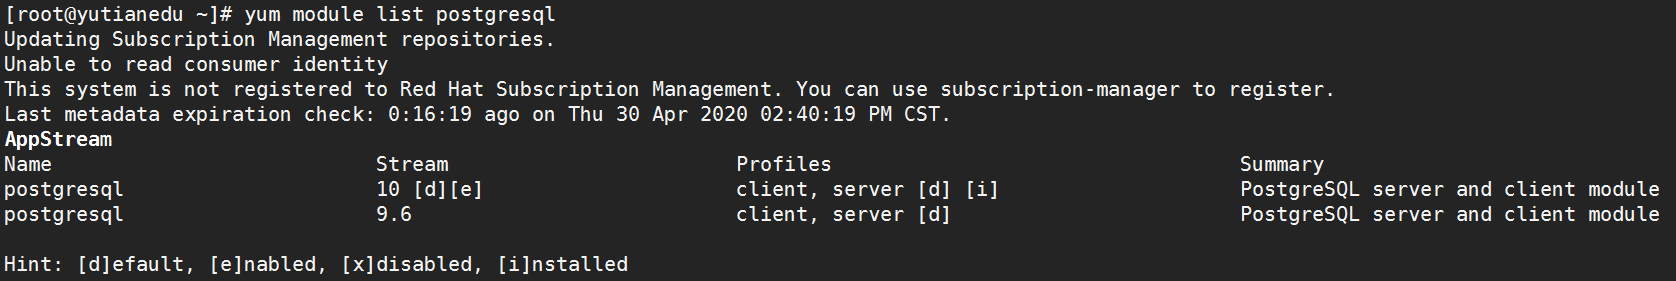 [root@yutianedu ~]# yum module list postgresql
Updating Subscription Management repositories.
Unable to read consumer identity
This system is not registered to Red Hat Subscription Management. You can use subscription-manager to register.
Last metadata expiration check: 0:16:19 ago on Thu 30 Apr 2020 02:40:19 PM CST.
AppStream
Name Stream Profiles Summary
postgresql 10 [d][e] client, server [d] [i] PostgreSQL server and client module
postgresql 9.6 client, server [d] PostgreSQL server and client module
Hint: [d]efault, [e]nabled, [x]disabled, [i]nstalled